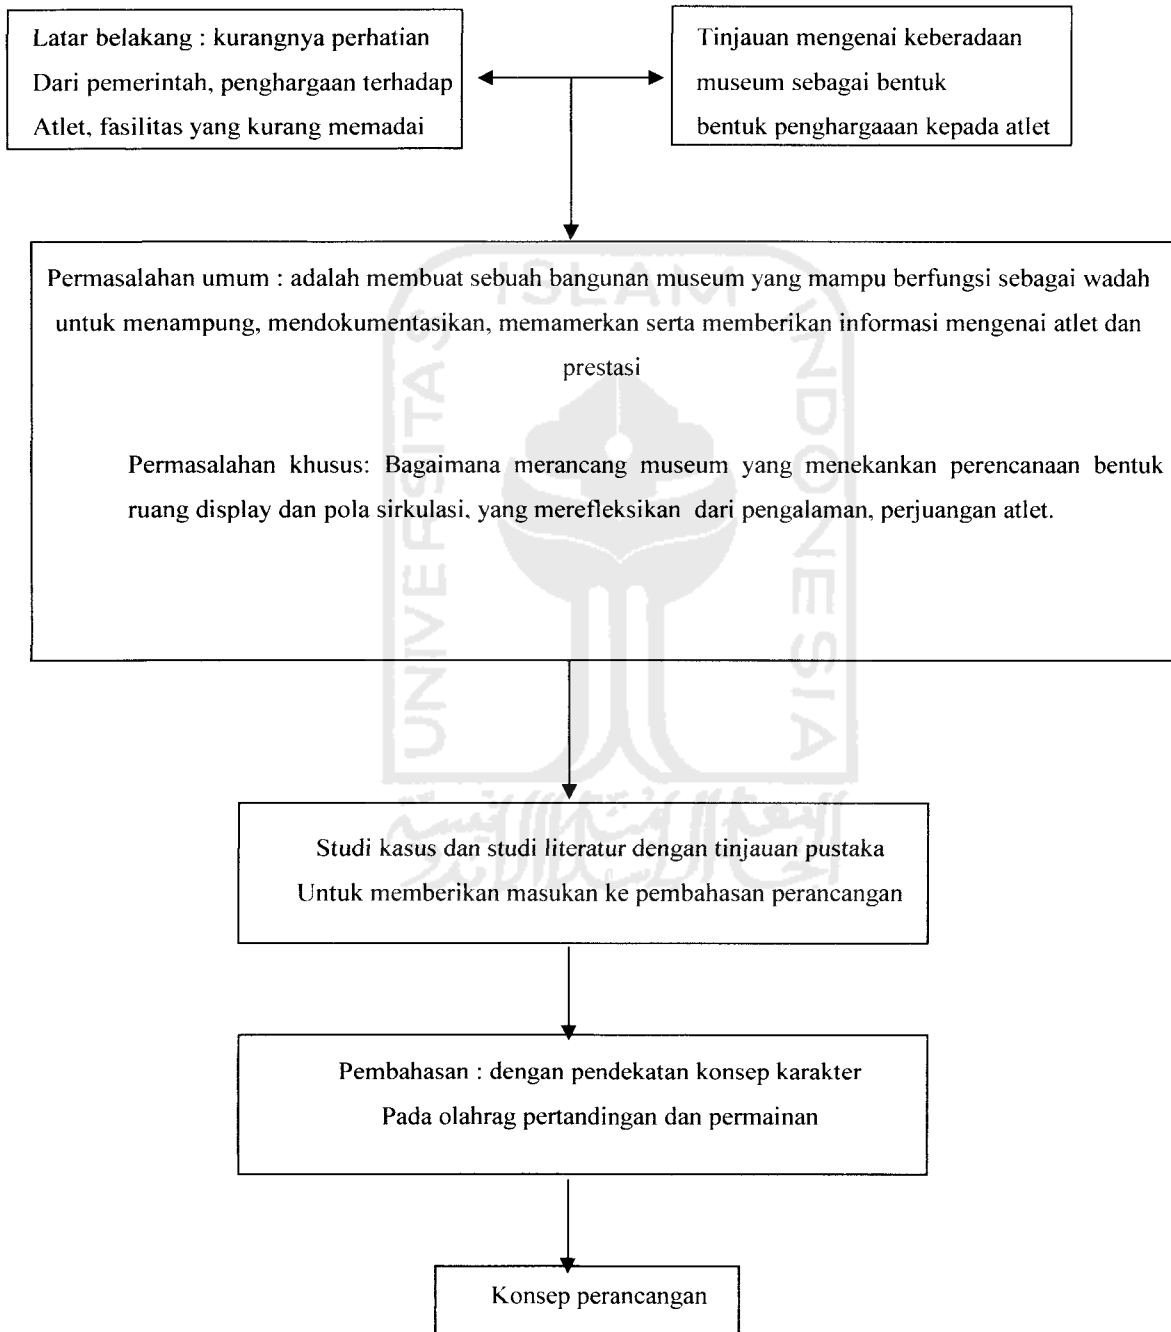 Latar belakang : kurangnya perhatian
Dari pemerintah, penghargaan terhadap
Atlet, fasilitas yang kurang memadai
Tinjauan mengenai keberadaan
museum sebagai bentuk
bentuk penghargaaan kepada atlet
Permasalahan umum : adalah membuat sebuah bangunan museum yang mampu berfungsi sebagai wadah
untuk menampung, mendokumentasikan, memamerkan serta memberikan informasi mengenai atlet dan
prestasi
Permasalahan khusus: Bagaimana merancang museum yang menekankan perencanaan bentuk
ruang display dan pola sirkulasi, yang merefleksikan dari pengalaman, perjuangan atlet.
Studi kasus dan studi literatur dengan tinjauan pustaka
Untuk memberikan masukan ke pembahasan perancangan
Pembahasan : dengan pendekatan konsep karakter
Pada olahrag pertandingan dan permainan
Konsep perancangan
ISLAM
UNIVERSITAS
INDONESIA